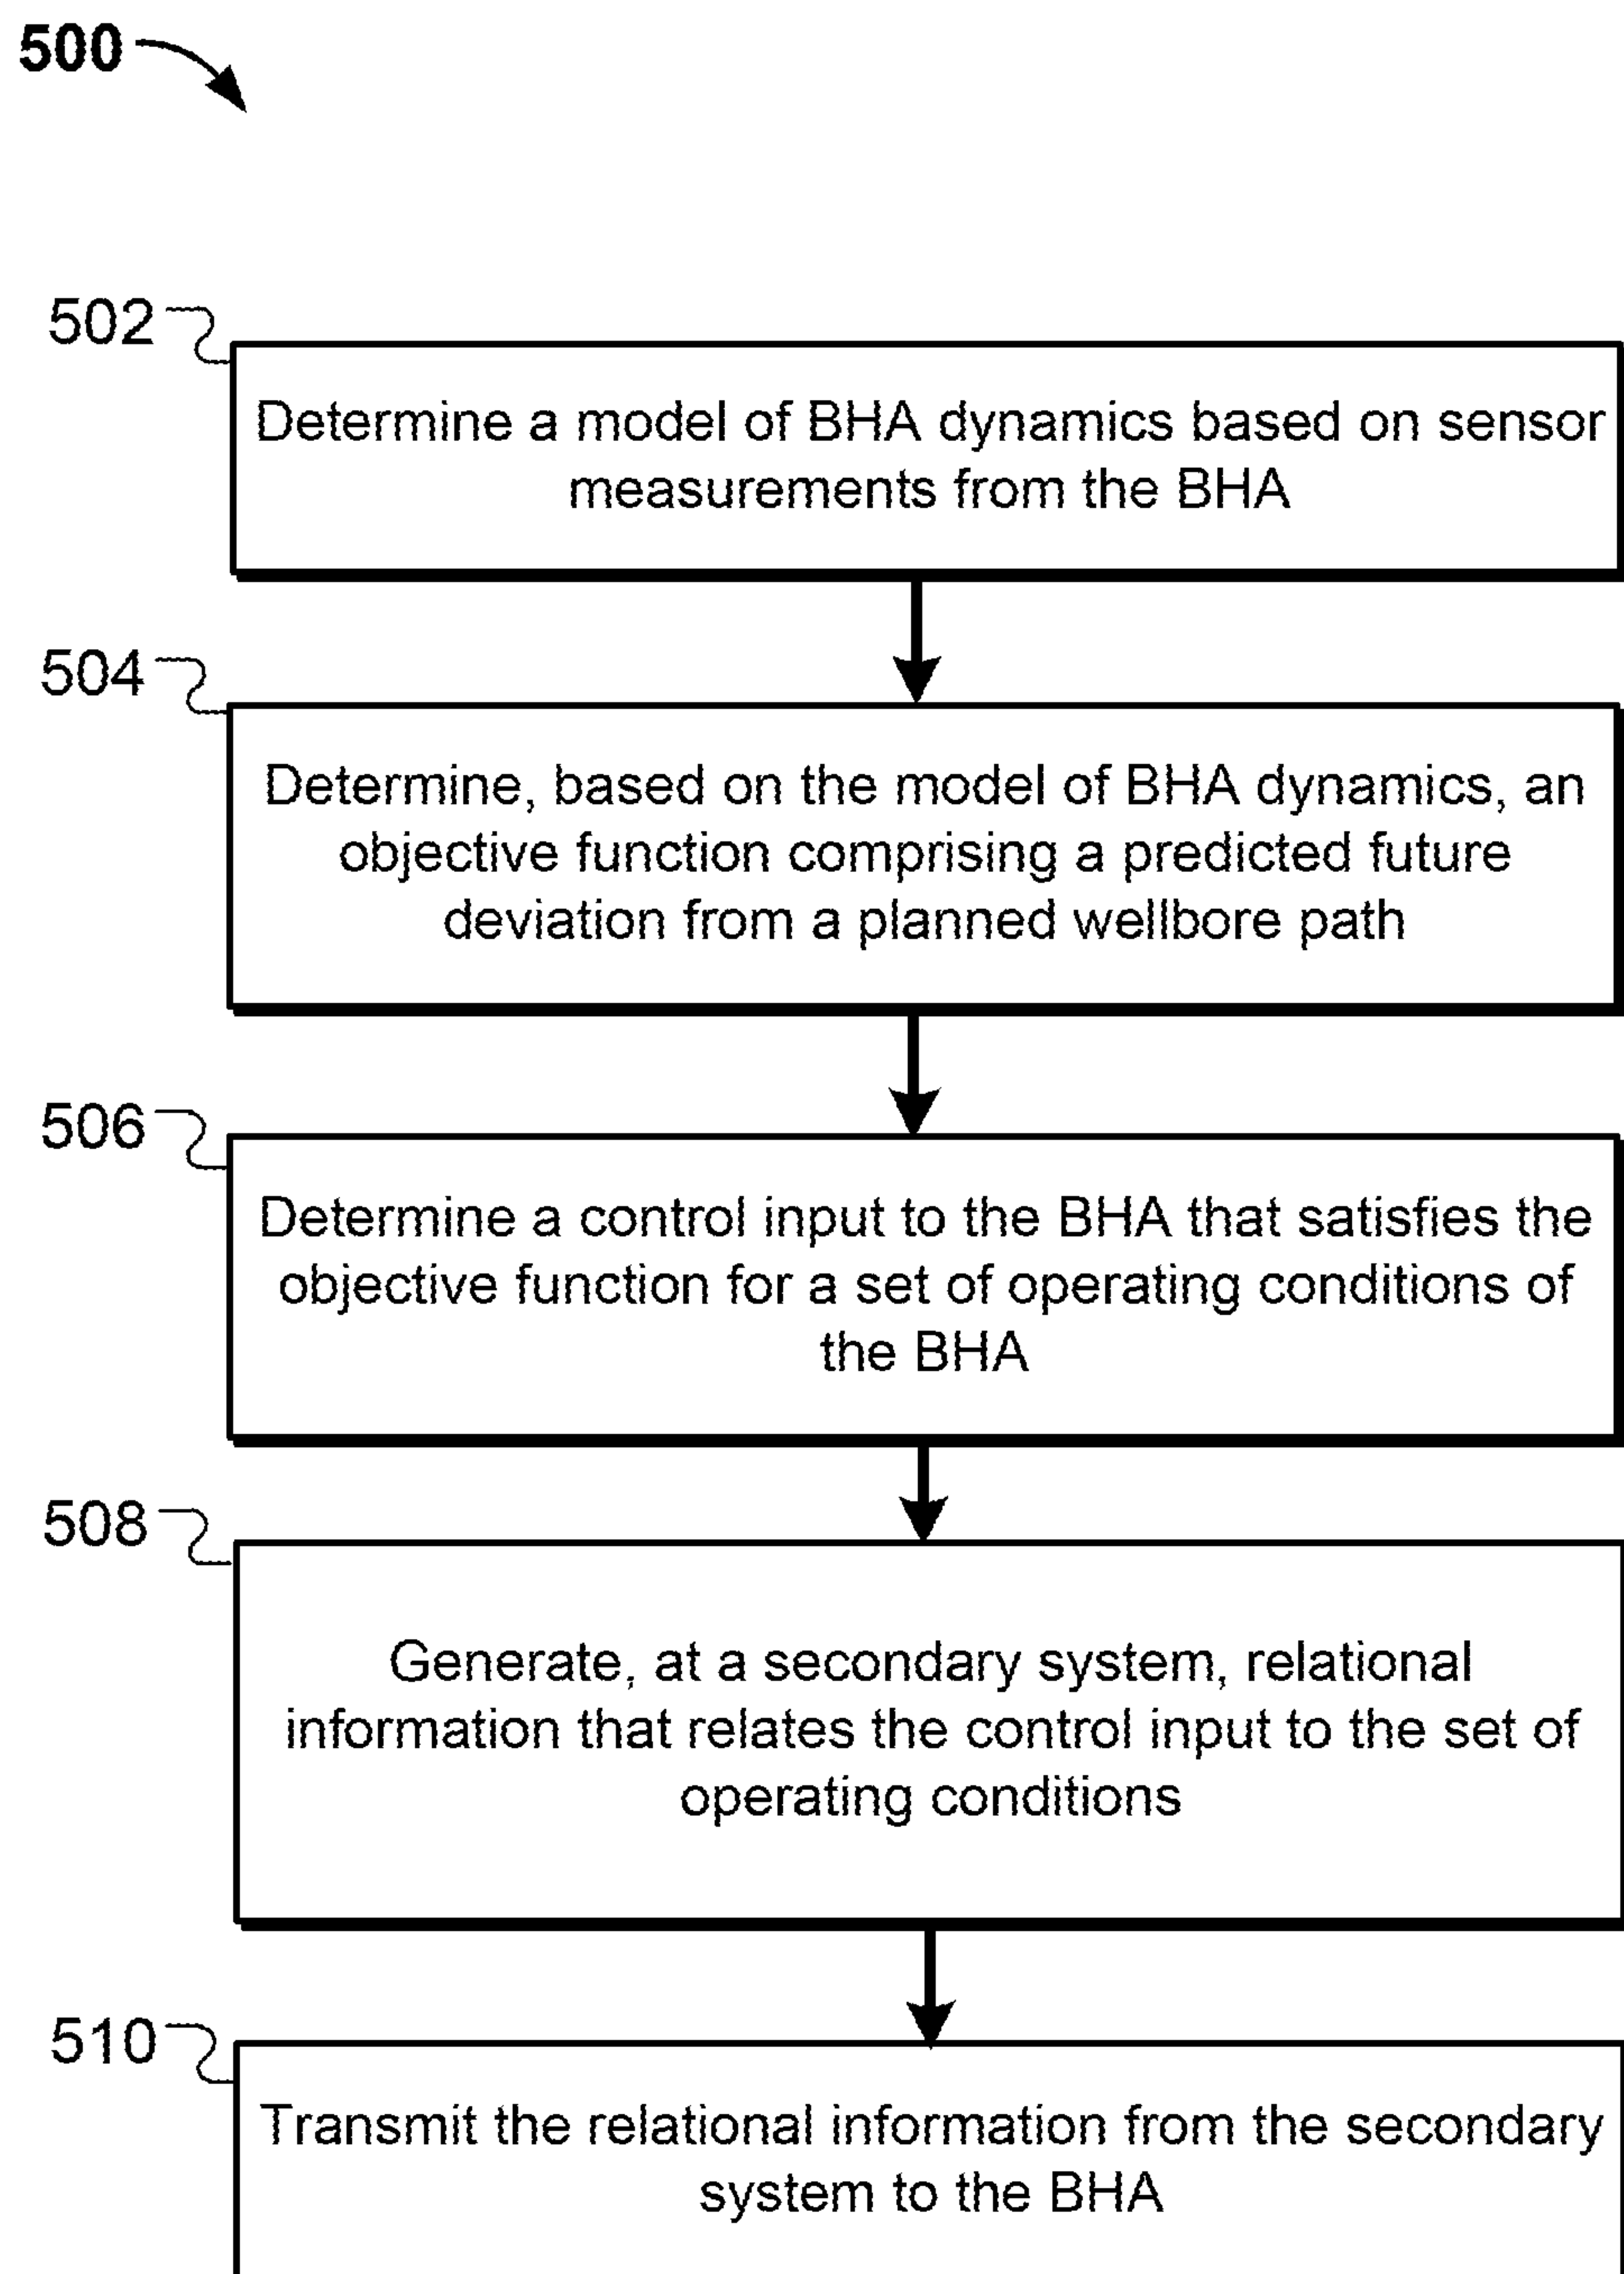 500
502
Determine a model of BHA dynamics based on sensor
measurements from the BHA
504
Determine, based on the model of BHA dynamics, an
objective function comprising a predicted future
deviation from a planned wellbore path
506
Determine a control input to the BHA that satisfies the
objective function for a set of operating conditions of
the BHA
508
Generate, at a secondary system, relational
information that relates the control input to the set of
operating conditions
510
Transmit the relational information from the secondary
system to the BHA